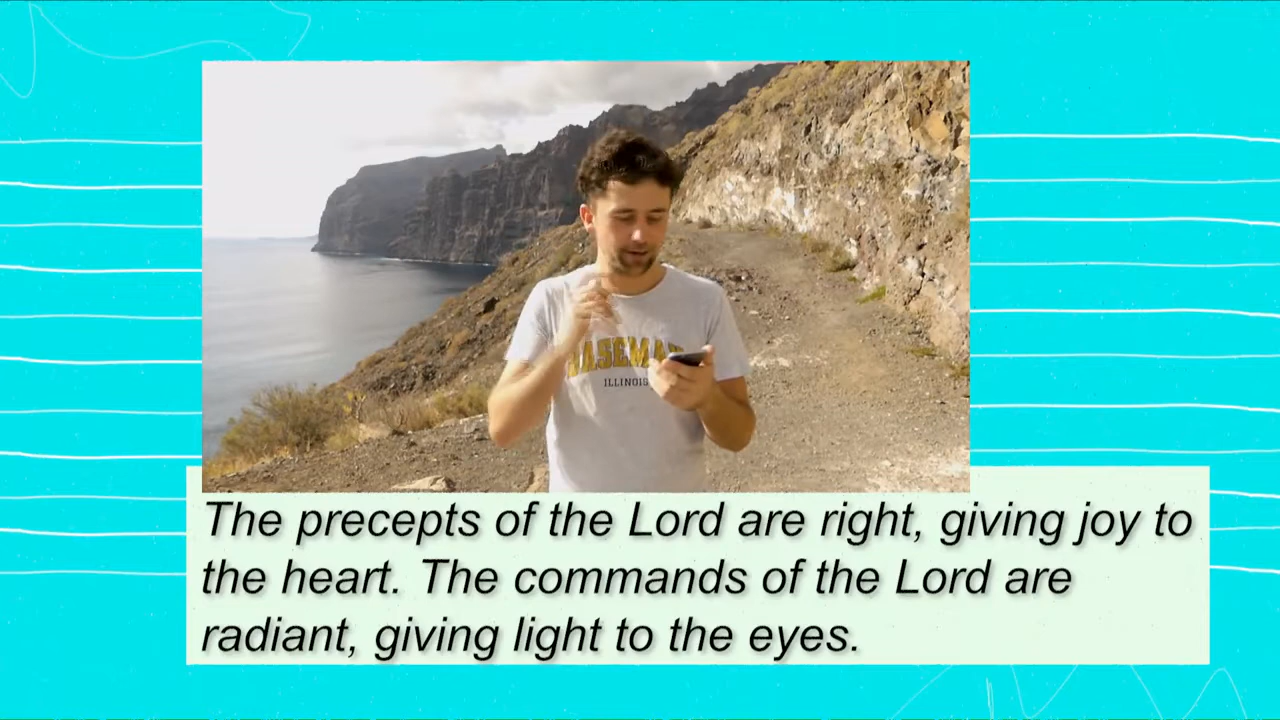 ILLINOIS
The precepts of the Lord are right, giving joy to
the heart. The commands of the Lord are
radiant, giving light to the eyes.